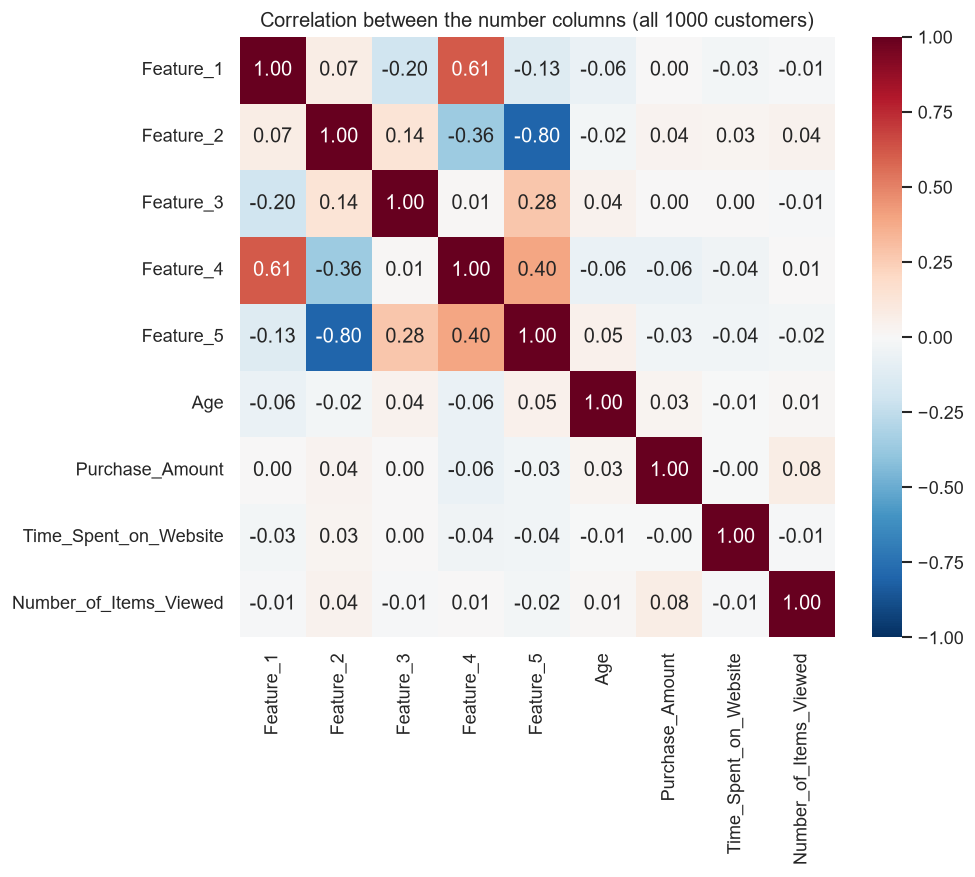 Correlation between the number columns (all 1000 customers)
Feature_1 1.00 0.07 -0.20 0.61 -0.13 -0.06 0.00 -0.03 -0.01
Feature_2 0.07 1.00 0.14 -0.36 -0.80 -0.02 0.04 0.03 0.04
Feature_3 -0.20 0.14 1.00 0.01 0.28 0.04 0.00 0.00 -0.01
Feature_4 0.61 -0.36 0.01 1.00 0.40 -0.06 -0.06 -0.04 0.01
Feature_5 -0.13 -0.80 0.28 0.40 1.00 0.05 -0.03 -0.04 -0.02
Age -0.06 -0.02 0.04 -0.06 0.05 1.00 0.03 -0.01 0.01
Purchase_Amount 0.00 0.04 0.00 -0.06 -0.03 0.03 1.00 -0.00 0.08
Time_Spent_on_Website -0.03 0.03 0.00 -0.04 -0.04 -0.01 -0.00 1.00 -0.01
Number_of_Items_Viewed -0.01 0.04 -0.01 0.01 -0.02 0.01 0.08 -0.01 1.00
Feature_1
Feature_2
Feature_3
Feature_4
Feature_5
Age
Purchase_Amount
Time_Spent_on_Website
Number_of_Items_Viewed
1.00
0.75
0.50
0.25
0.00
−0.25
−0.50
−0.75
−1.00